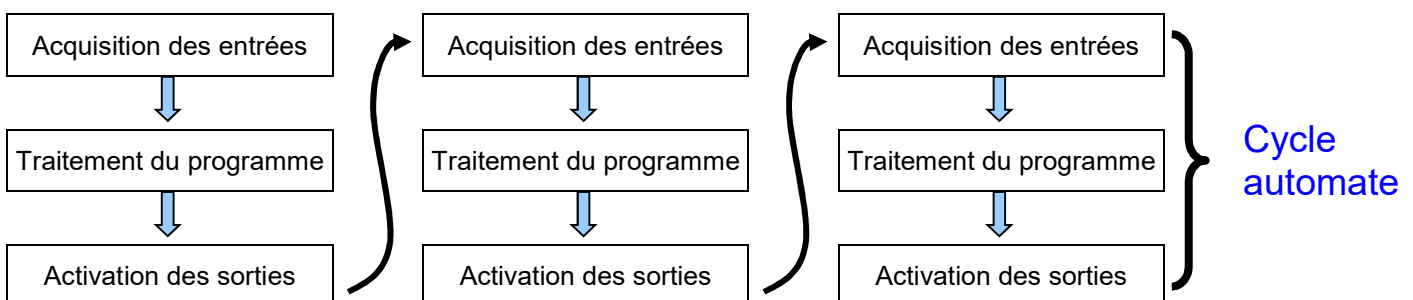 Acquisition des entrées
Traitement du programme
Activation des sorties
Acquisition des entrées
Traitement du programme
Activation des sorties
Acquisition des entrées
Traitement du programme
Activation des sorties
Cycle
automate